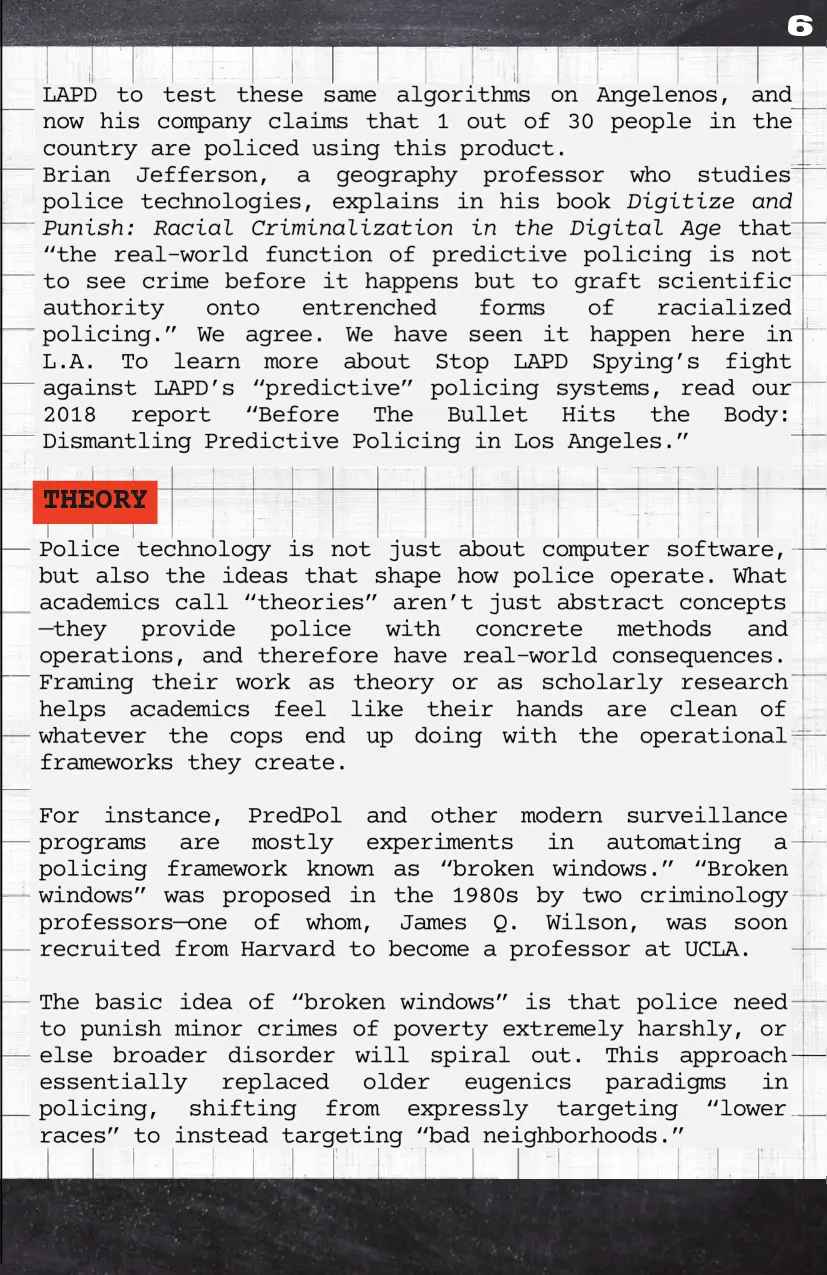 6
LAPD to test these same algorithms on Angelenos, and
now his company claims that 1 out of 30 people in the
country are policed using this product.
Brian Jefferson, a geography professor who studies
police technologies, explains in his book Digitize and
Punish: Racial Criminalization in the Digital Age that
“the real-world function of predictive policing is not
to see crime before it happens but to graft scientific
authority onto entrenched forms of racialized
policing.” We agree. We have seen it happen here in
L.A. To learn more about Stop LAPD Spying’s fight
against LAPD’s “predictive” policing systems, read our
2018 report “Before The Bullet Hits the Body:
Dismantling Predictive Policing in Los Angeles.”
THEORY
Police technology is not just about computer software,
but also the ideas that shape how police operate. What
academics call “theories” aren’t just abstract concepts
—they provide police with concrete methods and
operations, and therefore have real-world consequences.
Framing their work as theory or as scholarly research
helps academics feel like their hands are clean of
whatever the cops end up doing with the operational
frameworks they create.
For instance, PredPol and other modern surveillance
programs are mostly experiments in automating a
policing framework known as “broken windows.” “Broken
windows” was proposed in the 1980s by two criminology
professors—one of whom, James Q. Wilson, was soon
recruited from Harvard to become a professor at UCLA.
The basic idea of “broken windows” is that police need
to punish minor crimes of poverty extremely harshly, or
else broader disorder will spiral out. This approach
essentially replaced older eugenics paradigms in
policing, shifting from expressly targeting “lower
races” to instead targeting “bad neighborhoods.”